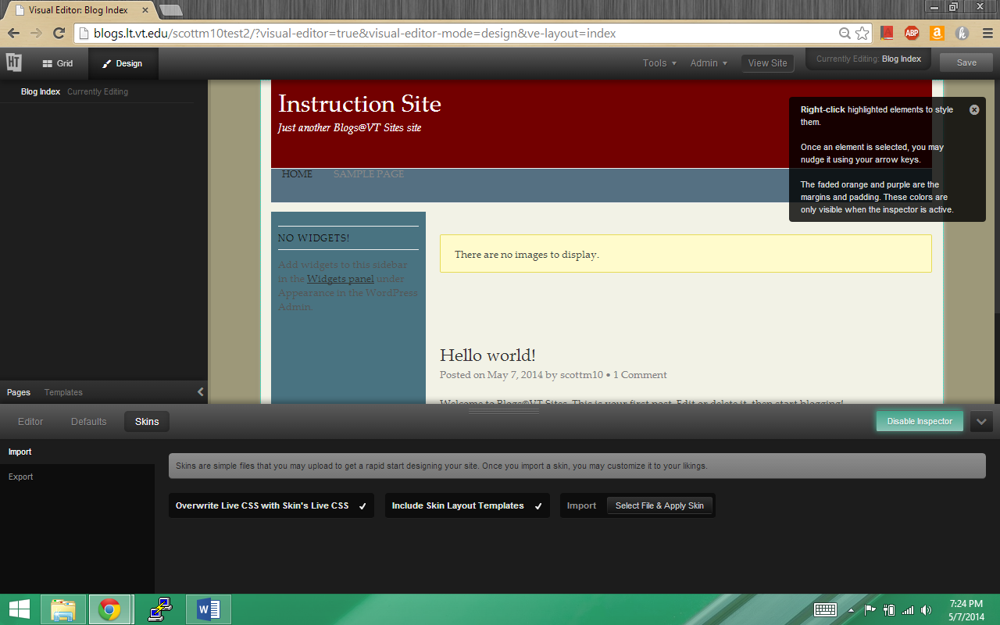 Visual Editor: Blog Index
blogs.lt.vt.edu/scottm10test2/?visual-editor=true&visual-editor-mode=design&ve-layout=index
ABP
a
h
HT
Grid
Design
Tools
Admin
View Site
Currently Editing: Blog Index
Save
Blog Index Currently Editing
Instruction Site
Just another Blogs@VT Sites site
HOME
SAMPLE PAGE
Right-click highlighted elements to style
them.
Once an element is selected, you may
nudge it using your arrow keys.
The faded orange and purple are the
margins and padding. These colors are
only visible when the inspector is active.
NO WIDGETS!
Add widgets to this sidebar
in the Widgets panel under
Appearance in the WordPress
Admin.
There are no images to display.
Hello world!
Posted on May 7, 2014 by scottm10 • 1 Comment
Welcome to Blogs@VT Sites. This is your first post. Edit or delete it, then start blogging!
Pages
Templates
Editor
Defaults
Skins
Disable Inspector
Import
Export
Skins are simple files that you may upload to get a rapid start designing your site. Once you import a skin, you may customize it to your likings.
Overwrite Live CSS with Skin's Live CSS
Include Skin Layout Templates
Import
Select File & Apply Skin
W
7:24 PM
5/7/2014